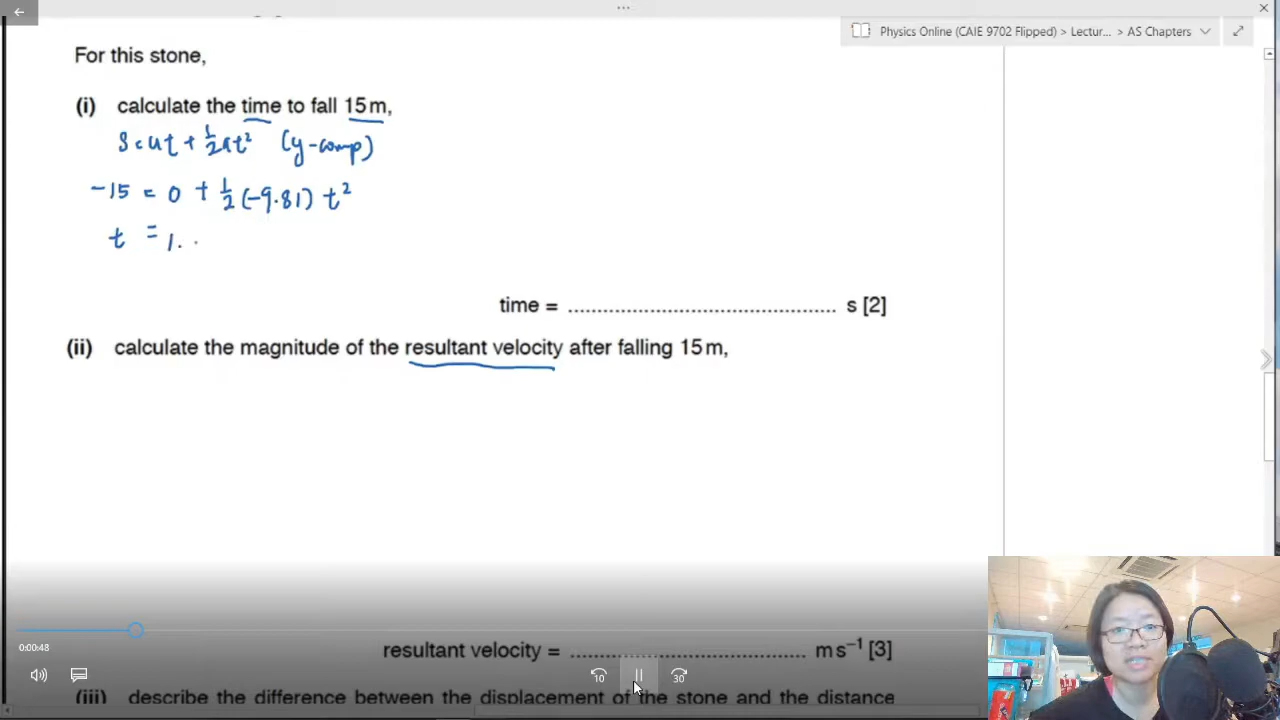 Physics Online (CAIE 9702 Flipped) > Lectur... > AS Chapters
For this stone,
(i) calculate the time to fall 15 m,
s = ut + ½at² (y-comp)
-15 = 0 + ½(-9.81) t²
t = 1.
time = ............................................. s [2]
(ii) calculate the magnitude of the resultant velocity after falling 15 m,
0:00:48
10
30
resultant velocity = ........................................ m s⁻¹ [3]
(iii) describe the difference between the displacement of the stone and the distance